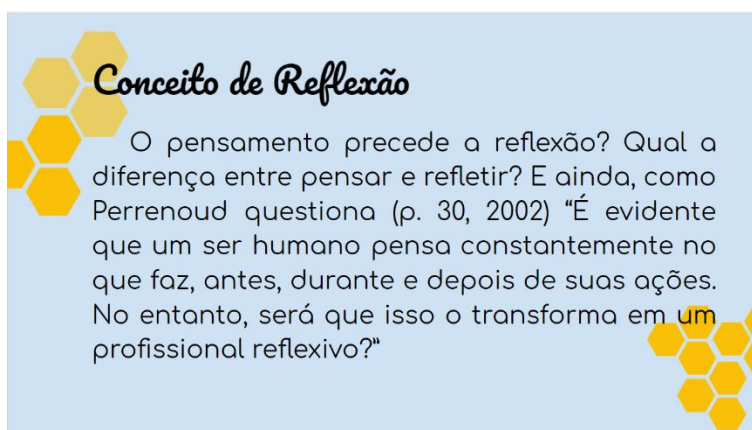 Conceito de Reflexão
O pensamento precede a reflexão? Qual a
diferença entre pensar e refletir? E ainda, como
Perrenoud questiona (p. 30, 2002) “É evidente
que um ser humano pensa constantemente no
que faz, antes, durante e depois de suas ações.
No entanto, será que isso o transforma em um
profissional reflexivo?”